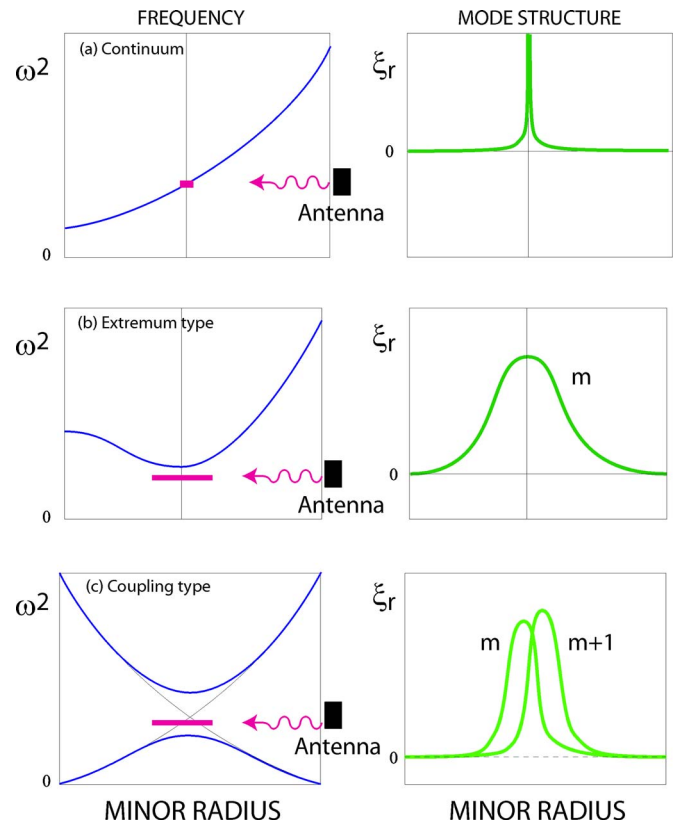 FREQUENCY
MODE STRUCTURE
(a) Continuum
ω2
ξr
0
0
Antenna
(b) Extremum type
ω2
ξr
m
0
0
Antenna
(c) Coupling type
ω2
ξr
m
m+1
0
0
Antenna
MINOR RADIUS
MINOR RADIUS